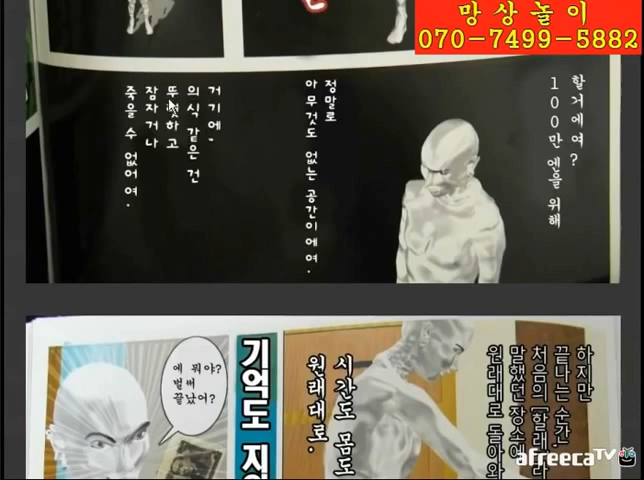 망상놀이
070-7499-5882
할거에여?
100만 엔을 위해
정말로
아무것도 없는 공간이에여.
거기에,
의식 같은 건
뚜렷하고
잠자거나
죽을 수 없어여.
하지만
끝나는 순간.
처음의 [할래]다
말했던 장소에
원래대로 돌아와
시간도 몸도
원래대로.
기억도
에 뭐야?
벌써
끝났어?
afreecaTV